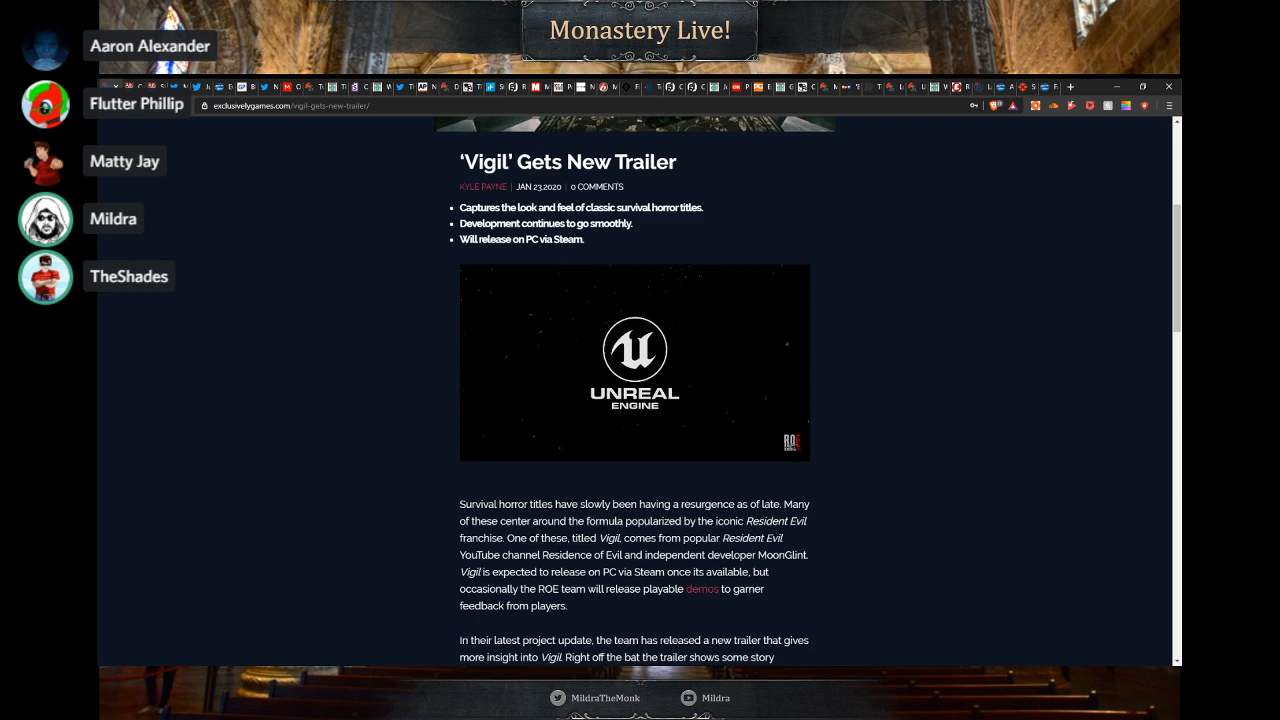 Monastery Live!
Aaron Alexander
Flutter Phillip
Matty Jay
Mildra
TheShades
exclusivelygames.com/vigil-gets-new-trailer/
‘Vigil’ Gets New Trailer
KYLE PAYNE | JAN 23.2020 | 0 COMMENTS
Captures the look and feel of classic survival horror titles.
Development continues to go smoothly.
Will release on PC via Steam.
UNREAL
ENGINE
Survival horror titles have slowly been having a resurgence as of late. Many
of these center around the formula popularized by the iconic Resident Evil
franchise. One of these, titled Vigil, comes from popular Resident Evil
YouTube channel Residence of Evil and independent developer MoonGlint.
Vigil is expected to release on PC via Steam once its available, but
occasionally the ROE team will release playable demos to garner
feedback from players.
In their latest project update, the team has released a new trailer that gives
more insight into Vigil. Right off the bat the trailer shows some story
MildraTheMonk
Mildra